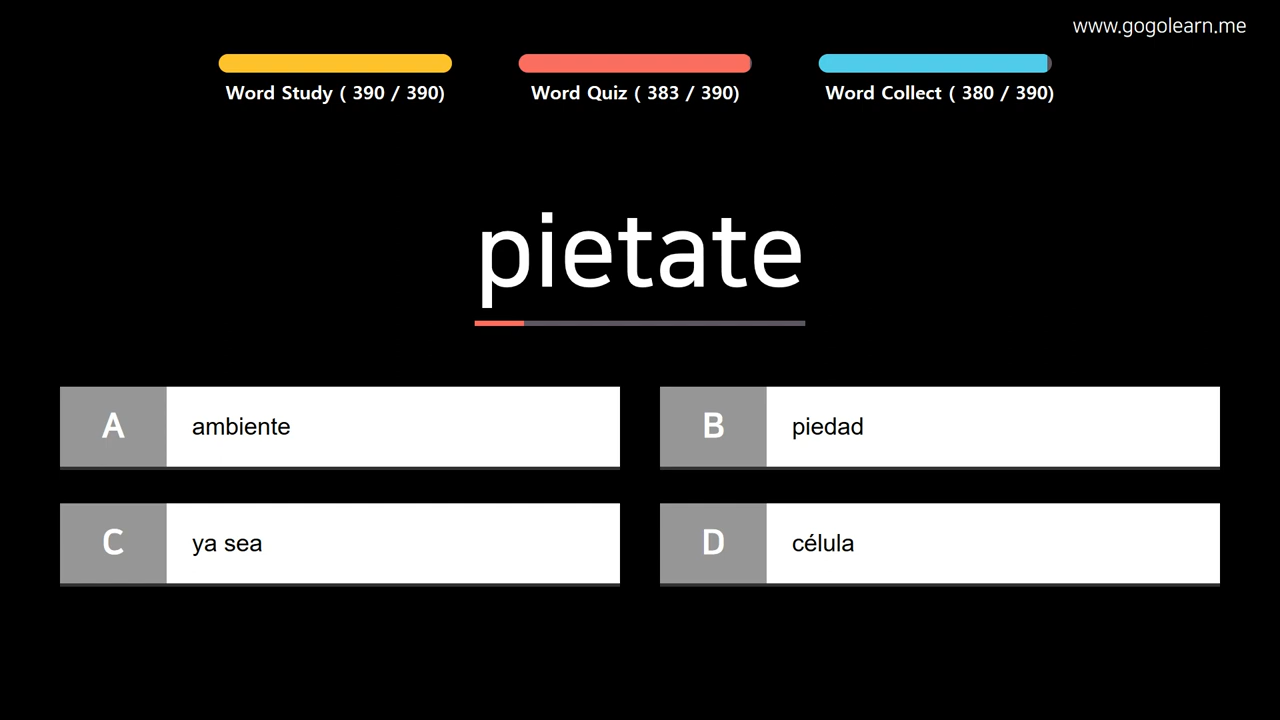 www.gogolearn.me
Word Study ( 390 / 390)
Word Quiz ( 383 / 390)
Word Collect ( 380 / 390)
pietate
A ambiente
B piedad
C ya sea
D célula